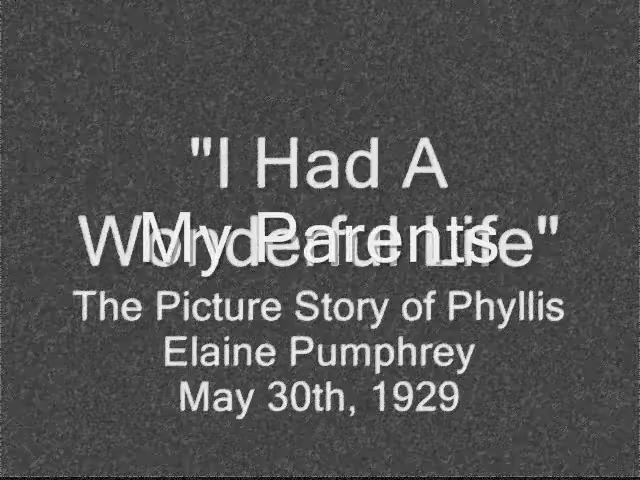 "I Had A
Wonderful Life"
My Parents
The Picture Story of Phyllis
Elaine Pumphrey
May 30th, 1929